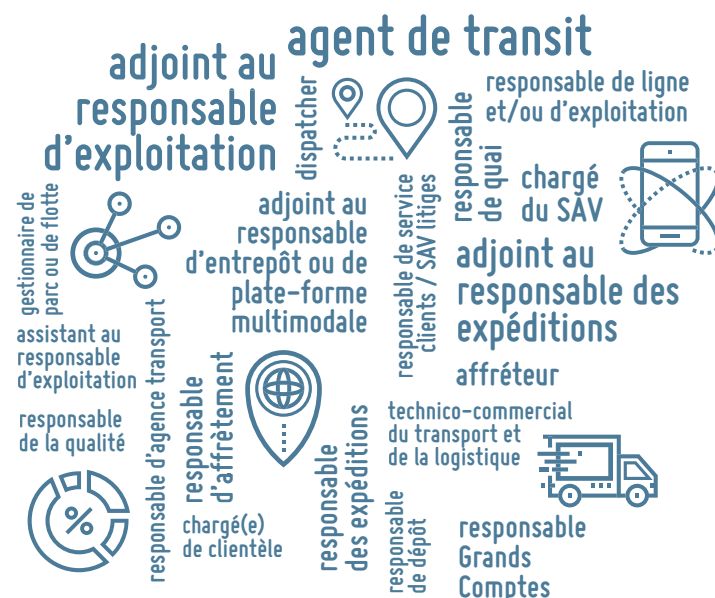 agent de transit
adjoint au
responsable
d'exploitation
dispatcher
responsable de ligne
et/ou d'exploitation
responsable
de quai
chargé
du SAV
gestionnaire de
parc ou de flotte
adjoint au
responsable
d'entrepôt ou de
plate-forme
multimodale
responsable de service
clients / SAV litiges
adjoint au
responsable des
expéditions
assistant au
responsable
d'exploitation
responsable d'agence transport
responsable
d'affrètement
affréteur
responsable
de la qualité
technico-commercial
du transport et
de la logistique
responsable
des expéditions
%
chargé(e)
de clientèle
responsable
de dépôt
responsable
Grands
Comptes